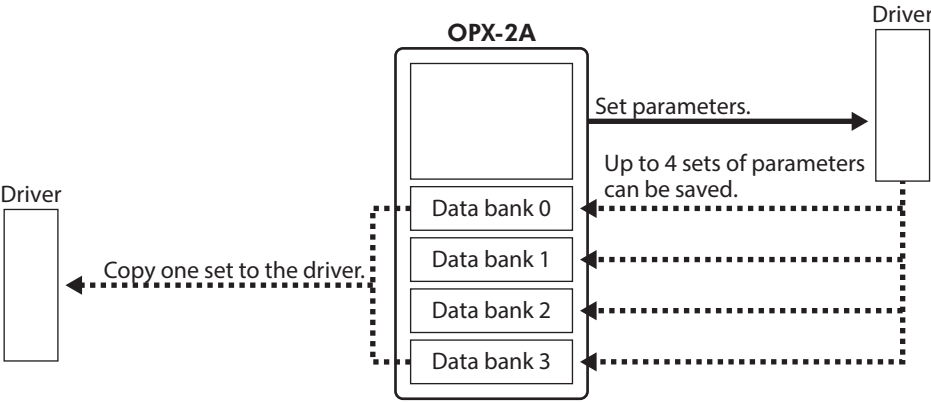 Driver
OPX-2A
Set parameters.
Up to 4 sets of parameters
can be saved.
Driver
Data bank 0
Data bank 1
Copy one set to the driver.
Data bank 2
Data bank 3